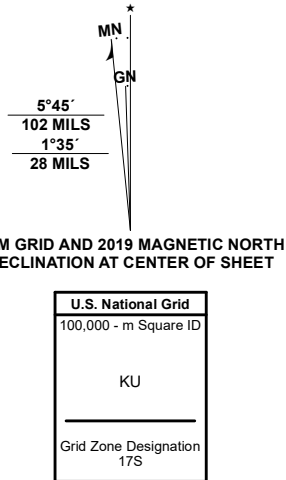 MN
GN
5°45´
102 MILS
1°35´
28 MILS
M GRID AND 2019 MAGNETIC NORTH
ECLINATION AT CENTER OF SHEET
U.S. National Grid
100,000 - m Square ID
KU
Grid Zone Designation
17S